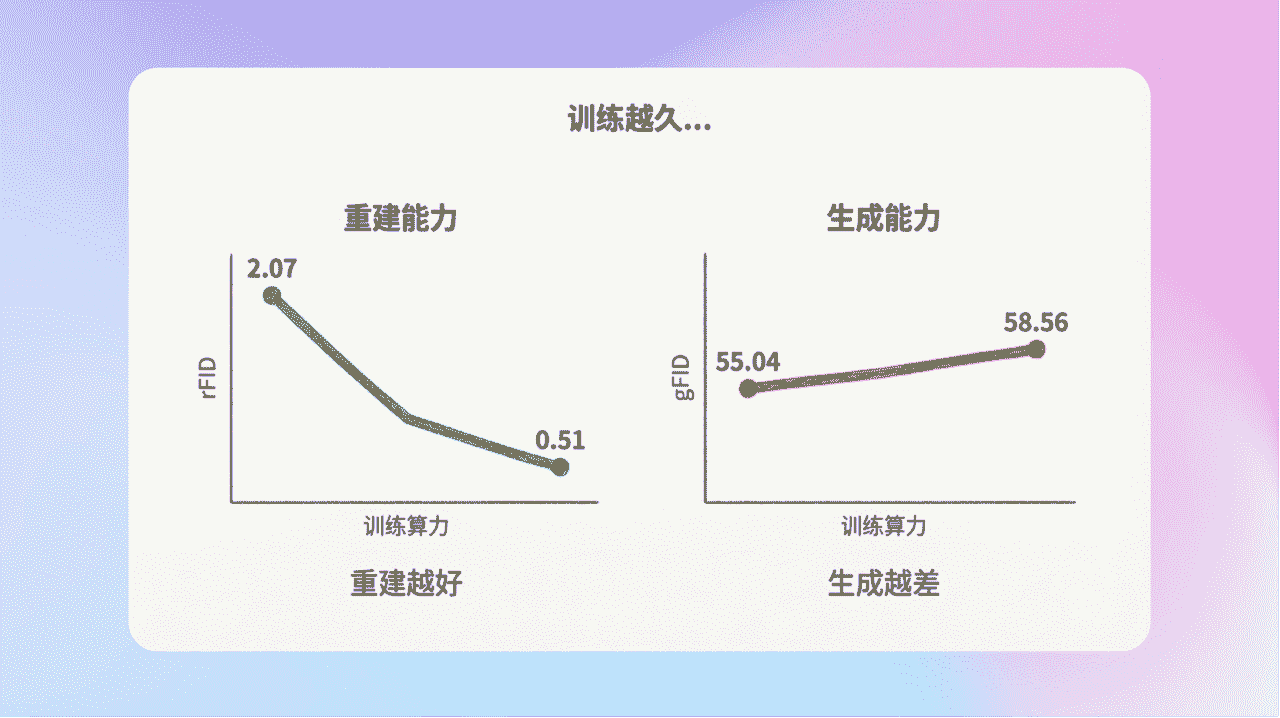 训练越久...
重建能力
2.07
0.51
rFID
训练算力
重建越好
生成能力
58.56
55.04
gFID
训练算力
生成越差